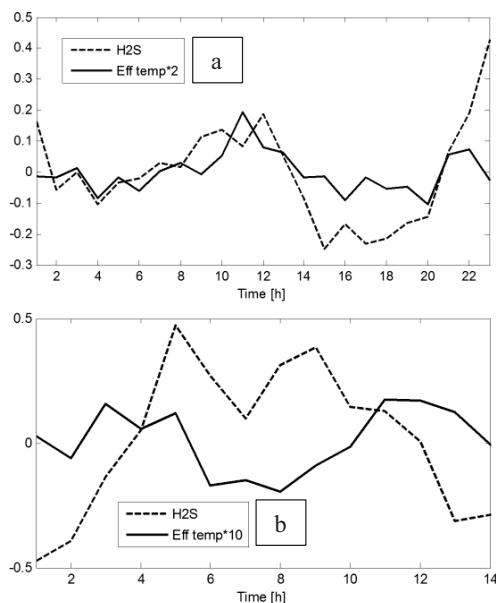 0.5
0.4
0.3
0.2
0.1
0
-0.1
-0.2
-0.3
H2S
Eff temp*2
a
2 4 6 8 10 12 14 16 18 20 22
Time [h]
0.5
0
-0.5
H2S
Eff temp*10
b
2 4 6 8 10 12 14
Time [h]